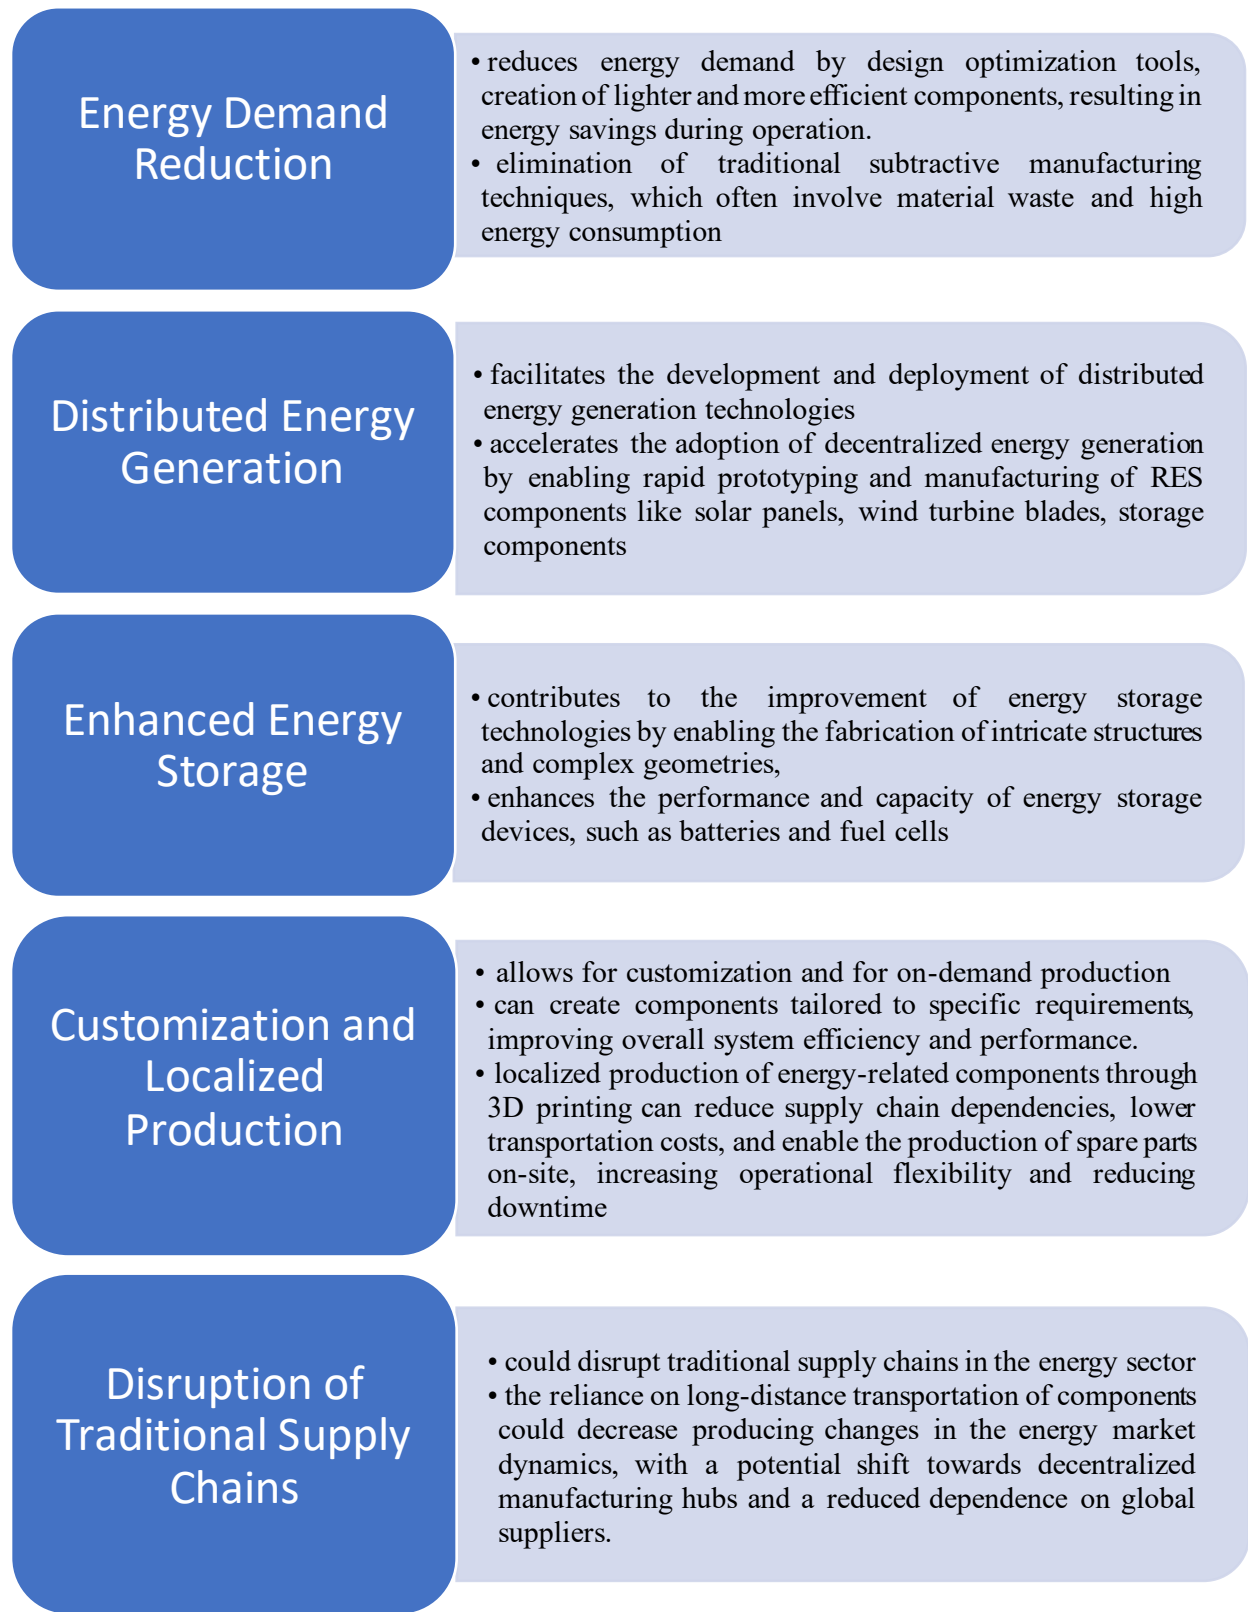 Energy Demand
Reduction
• reduces energy demand by design optimization tools,
creation of lighter and more efficient components, resulting in
energy savings during operation.
• elimination of traditional subtractive manufacturing
techniques, which often involve material waste and high
energy consumption
Distributed Energy
Generation
• facilitates the development and deployment of distributed
energy generation technologies
• accelerates the adoption of decentralized energy generation
by enabling rapid prototyping and manufacturing of RES
components like solar panels, wind turbine blades, storage
components
Enhanced Energy
Storage
• contributes to the improvement of energy storage
technologies by enabling the fabrication of intricate structures
and complex geometries,
• enhances the performance and capacity of energy storage
devices, such as batteries and fuel cells
Customization and
Localized
Production
• allows for customization and for on-demand production
• can create components tailored to specific requirements,
improving overall system efficiency and performance.
• localized production of energy-related components through
3D printing can reduce supply chain dependencies, lower
transportation costs, and enable the production of spare parts
on-site, increasing operational flexibility and reducing
downtime
Disruption of
Traditional Supply
Chains
• could disrupt traditional supply chains in the energy sector
• the reliance on long-distance transportation of components
could decrease producing changes in the energy market
dynamics, with a potential shift towards decentralized
manufacturing hubs and a reduced dependence on global
suppliers.